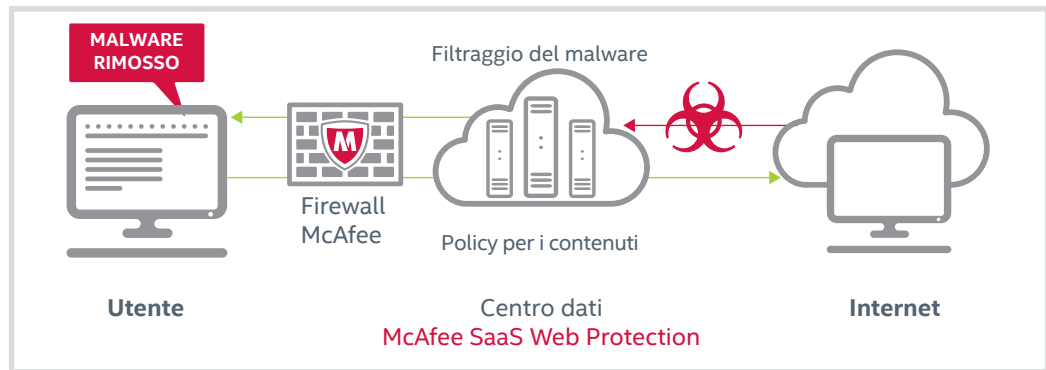 MALWARE
RIMOSSO
Filtraggio del malware
M
Firewall
McAfee
Policy per i contenuti
Utente
Centro dati
McAfee SaaS Web Protection
Internet